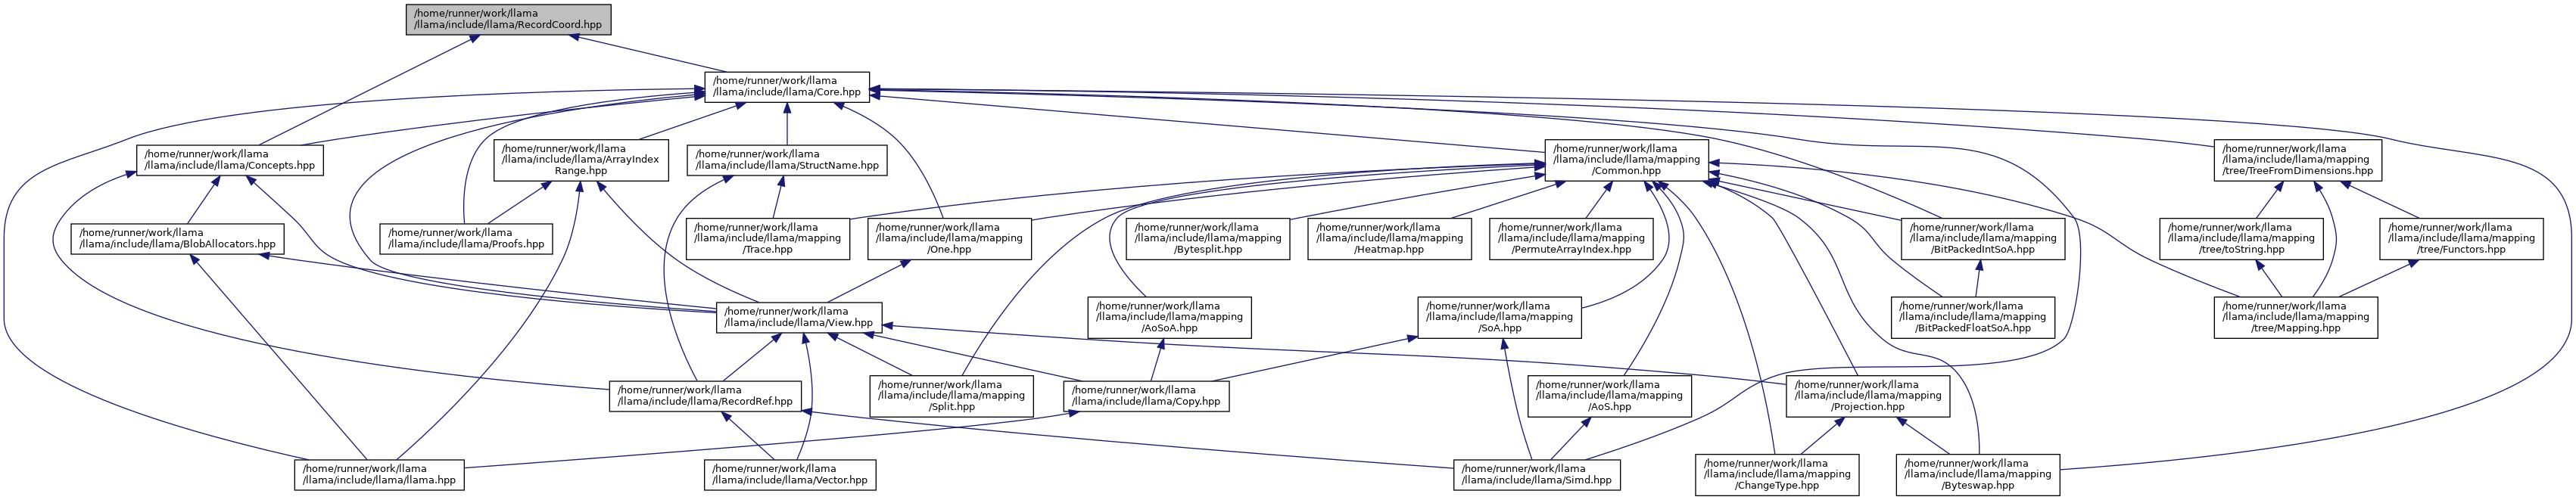 /home/runner/work/llama
/llama/include/llama/RecordCoord.hpp
/home/runner/work/llama
/llama/include/llama/Core.hpp
/home/runner/work/llama
/llama/include/llama/Concepts.hpp
/home/runner/work/llama
/llama/include/llama/ArrayIndex
Range.hpp
/home/runner/work/llama
/llama/include/llama/StructName.hpp
/home/runner/work/llama
/llama/include/llama/mapping
/Common.hpp
/home/runner/work/llama
/llama/include/llama/mapping
/tree/TreeFromDimensions.hpp
/home/runner/work/llama
/llama/include/llama/BlobAllocators.hpp
/home/runner/work/llama
/llama/include/llama/Proofs.hpp
/home/runner/work/llama
/llama/include/llama/mapping
/Trace.hpp
/home/runner/work/llama
/llama/include/llama/mapping
/One.hpp
/home/runner/work/llama
/llama/include/llama/mapping
/Bytesplit.hpp
/home/runner/work/llama
/llama/include/llama/mapping
/Heatmap.hpp
/home/runner/work/llama
/llama/include/llama/mapping
/PermuteArrayIndex.hpp
/home/runner/work/llama
/llama/include/llama/mapping
/BitPackedIntSoA.hpp
/home/runner/work/llama
/llama/include/llama/mapping
/tree/toString.hpp
/home/runner/work/llama
/llama/include/llama/mapping
/tree/Functors.hpp
/home/runner/work/llama
/llama/include/llama/View.hpp
/home/runner/work/llama
/llama/include/llama/mapping
/AoSoA.hpp
/home/runner/work/llama
/llama/include/llama/mapping
/SoA.hpp
/home/runner/work/llama
/llama/include/llama/mapping
/BitPackedFloatSoA.hpp
/home/runner/work/llama
/llama/include/llama/mapping
/tree/Mapping.hpp
/home/runner/work/llama
/llama/include/llama/RecordRef.hpp
/home/runner/work/llama
/llama/include/llama/mapping
/Split.hpp
/home/runner/work/llama
/llama/include/llama/Copy.hpp
/home/runner/work/llama
/llama/include/llama/mapping
/AoS.hpp
/home/runner/work/llama
/llama/include/llama/mapping
/Projection.hpp
/home/runner/work/llama
/llama/include/llama/llama.hpp
/home/runner/work/llama
/llama/include/llama/Vector.hpp
/home/runner/work/llama
/llama/include/llama/Simd.hpp
/home/runner/work/llama
/llama/include/llama/mapping
/ChangeType.hpp
/home/runner/work/llama
/llama/include/llama/mapping
/Byteswap.hpp